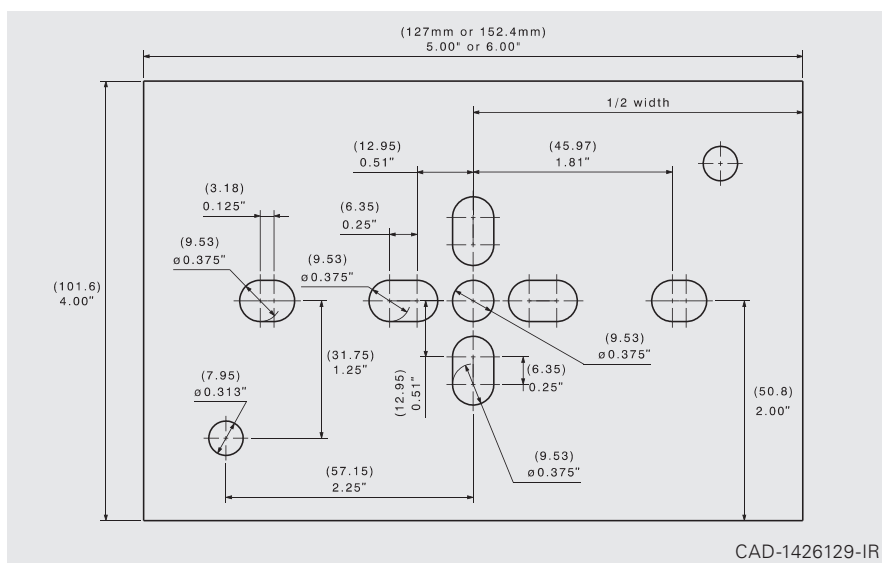 (127mm or 152.4mm)
5.00" or 6.00"
1/2 width
(12.95)
0.51"
(45.97)
1.81"
(3.18)
0.125"
(6.35)
0.25"
(9.53)
ø0.375"
(9.53)
ø0.375"
(101.6)
4.00"
(9.53)
ø0.375"
(31.75)
1.25"
(12.95)
0.51"
(6.35)
0.25"
(7.95)
ø0.313"
(50.8)
2.00"
(57.15)
2.25"
(9.53)
ø0.375"
CAD-1426129-IR